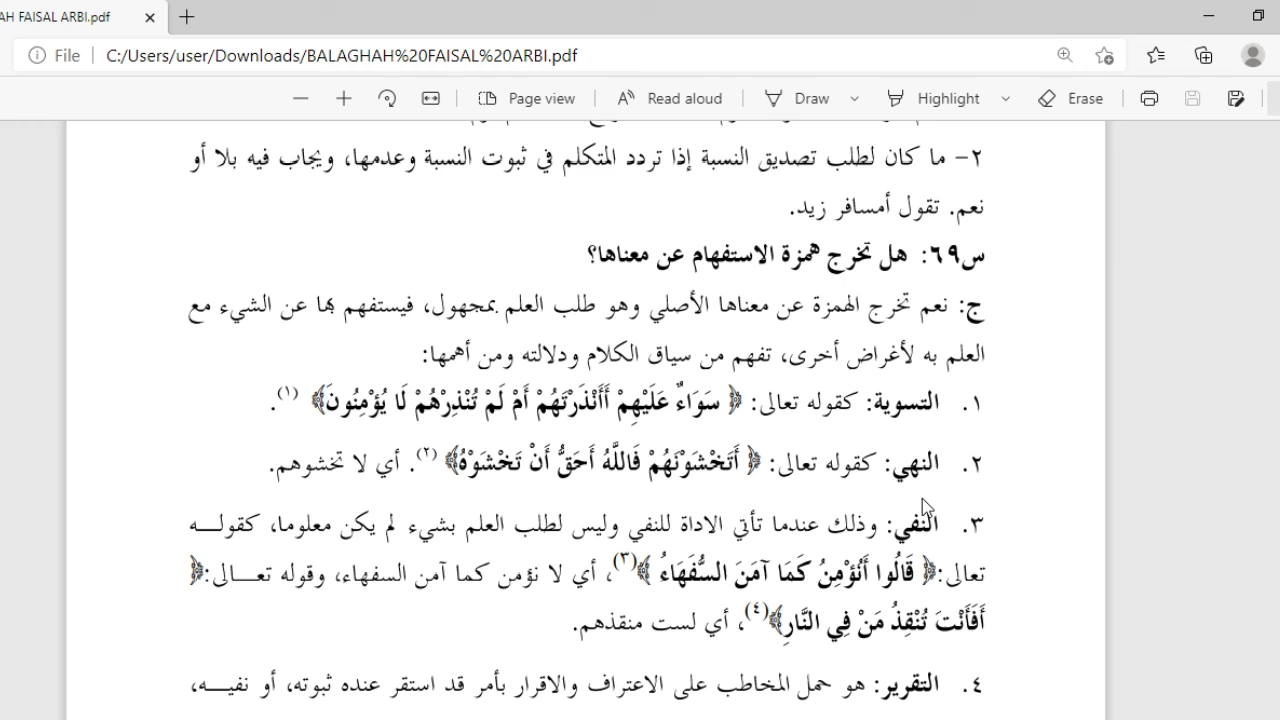 AH FAISAL ARBI.pdf
File C:/Users/user/Downloads/BALAGHAH%20FAISAL%20ARBI.pdf
Page view Read aloud Draw Highlight Erase
٢- ما كان لطلب تصديق النسبة إذا تردد المتكلم في ثبوت النسبة وعدمها، ويجاب فيه بلا أو
نعم. تقول أمسافر زيد.
س٦٩: هل تخرج همزة الاستفهام عن معناها؟
ج: نعم تخرج الهمزة عن معناها الأصلي وهو طلب العلم بمجهول، فيستفهم بها عن الشيء مع
العلم به لأغراض أخرى، تفهم من سياق الكلام ودلالته ومن أهمها:
١. التسوية: كقوله تعالى: ﴿ سَوَاءٌ عَلَيْهِمْ أَأَنْذَرْتَهُمْ أَمْ لَمْ تُنْذِرْهُمْ لَا يُؤْمِنُونَ﴾ (١).
٢. النهي: كقوله تعالى: ﴿ أَتَخْشَوْنَهُمْ فَاللَّهُ أَحَقُّ أَنْ تَخْشَوْهُ﴾ (٢). أي لا تخشوهم.
٣. النفي: وذلك عندما تأتي الاداة للنفي وليس لطلب العلم بشيء لم يكن معلوما، كقولـــه
تعالى:﴿ قَالُوا أَنُؤْمِنُ كَمَا آمَنَ السُّفَهَاءُ ﴾(٣)، أي لا نؤمن كما آمن السفهاء، وقوله تعـــالى:﴿
أَفَأَنْتَ تُنْقِذُ مَنْ فِي النَّارِ﴾(٤)، أي لست منقذهم.
٤. التقرير: هو حمل المخاطب على الاعتراف والاقرار بأمر قد استقر عنده ثبوته، أو نفيـــه،